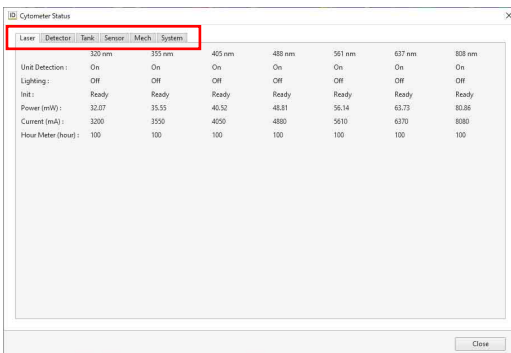 Cytometer Status
Laser Detector Tank Sensor Mech System
320 nm 355 nm 405 nm 488 nm 561 nm 637 nm 808 nm
Unit Detection : On On On On On On On
Lighting : Off Off Off Off Off Off Off
Init : Ready Ready Ready Ready Ready Ready Ready
Power (mW) : 32.07 35.55 40.52 48.81 56.14 63.73 80.86
Current (mA) : 3200 3550 4050 4880 5610 6370 8080
Hour Meter (hour) : 100 100 100 100 100 100 100
Close